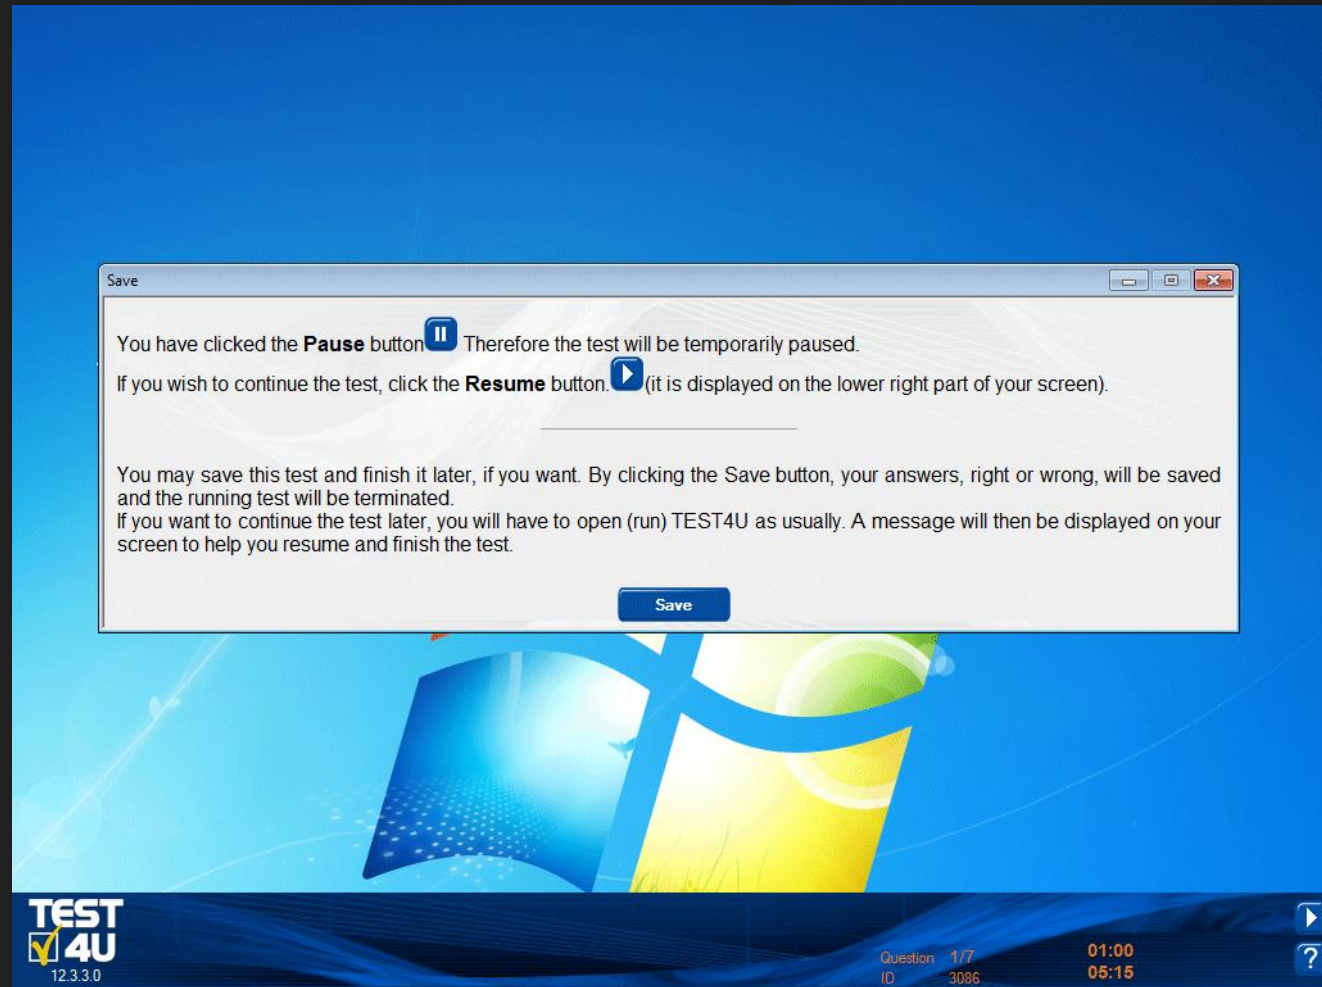 Save
You have clicked the Pause button Therefore the test will be temporarily paused.
If you wish to continue the test, click the Resume button. (it is displayed on the lower right part of your screen).
You may save this test and finish it later, if you want. By clicking the Save button, your answers, right or wrong, will be saved
and the running test will be terminated.
If you want to continue the test later, you will have to open (run) TEST4U as usually. A message will then be displayed on your
screen to help you resume and finish the test.
Save
TEST
4U
12.3.3.0
Question 1/7
ID 3086
01:00
05:15
?